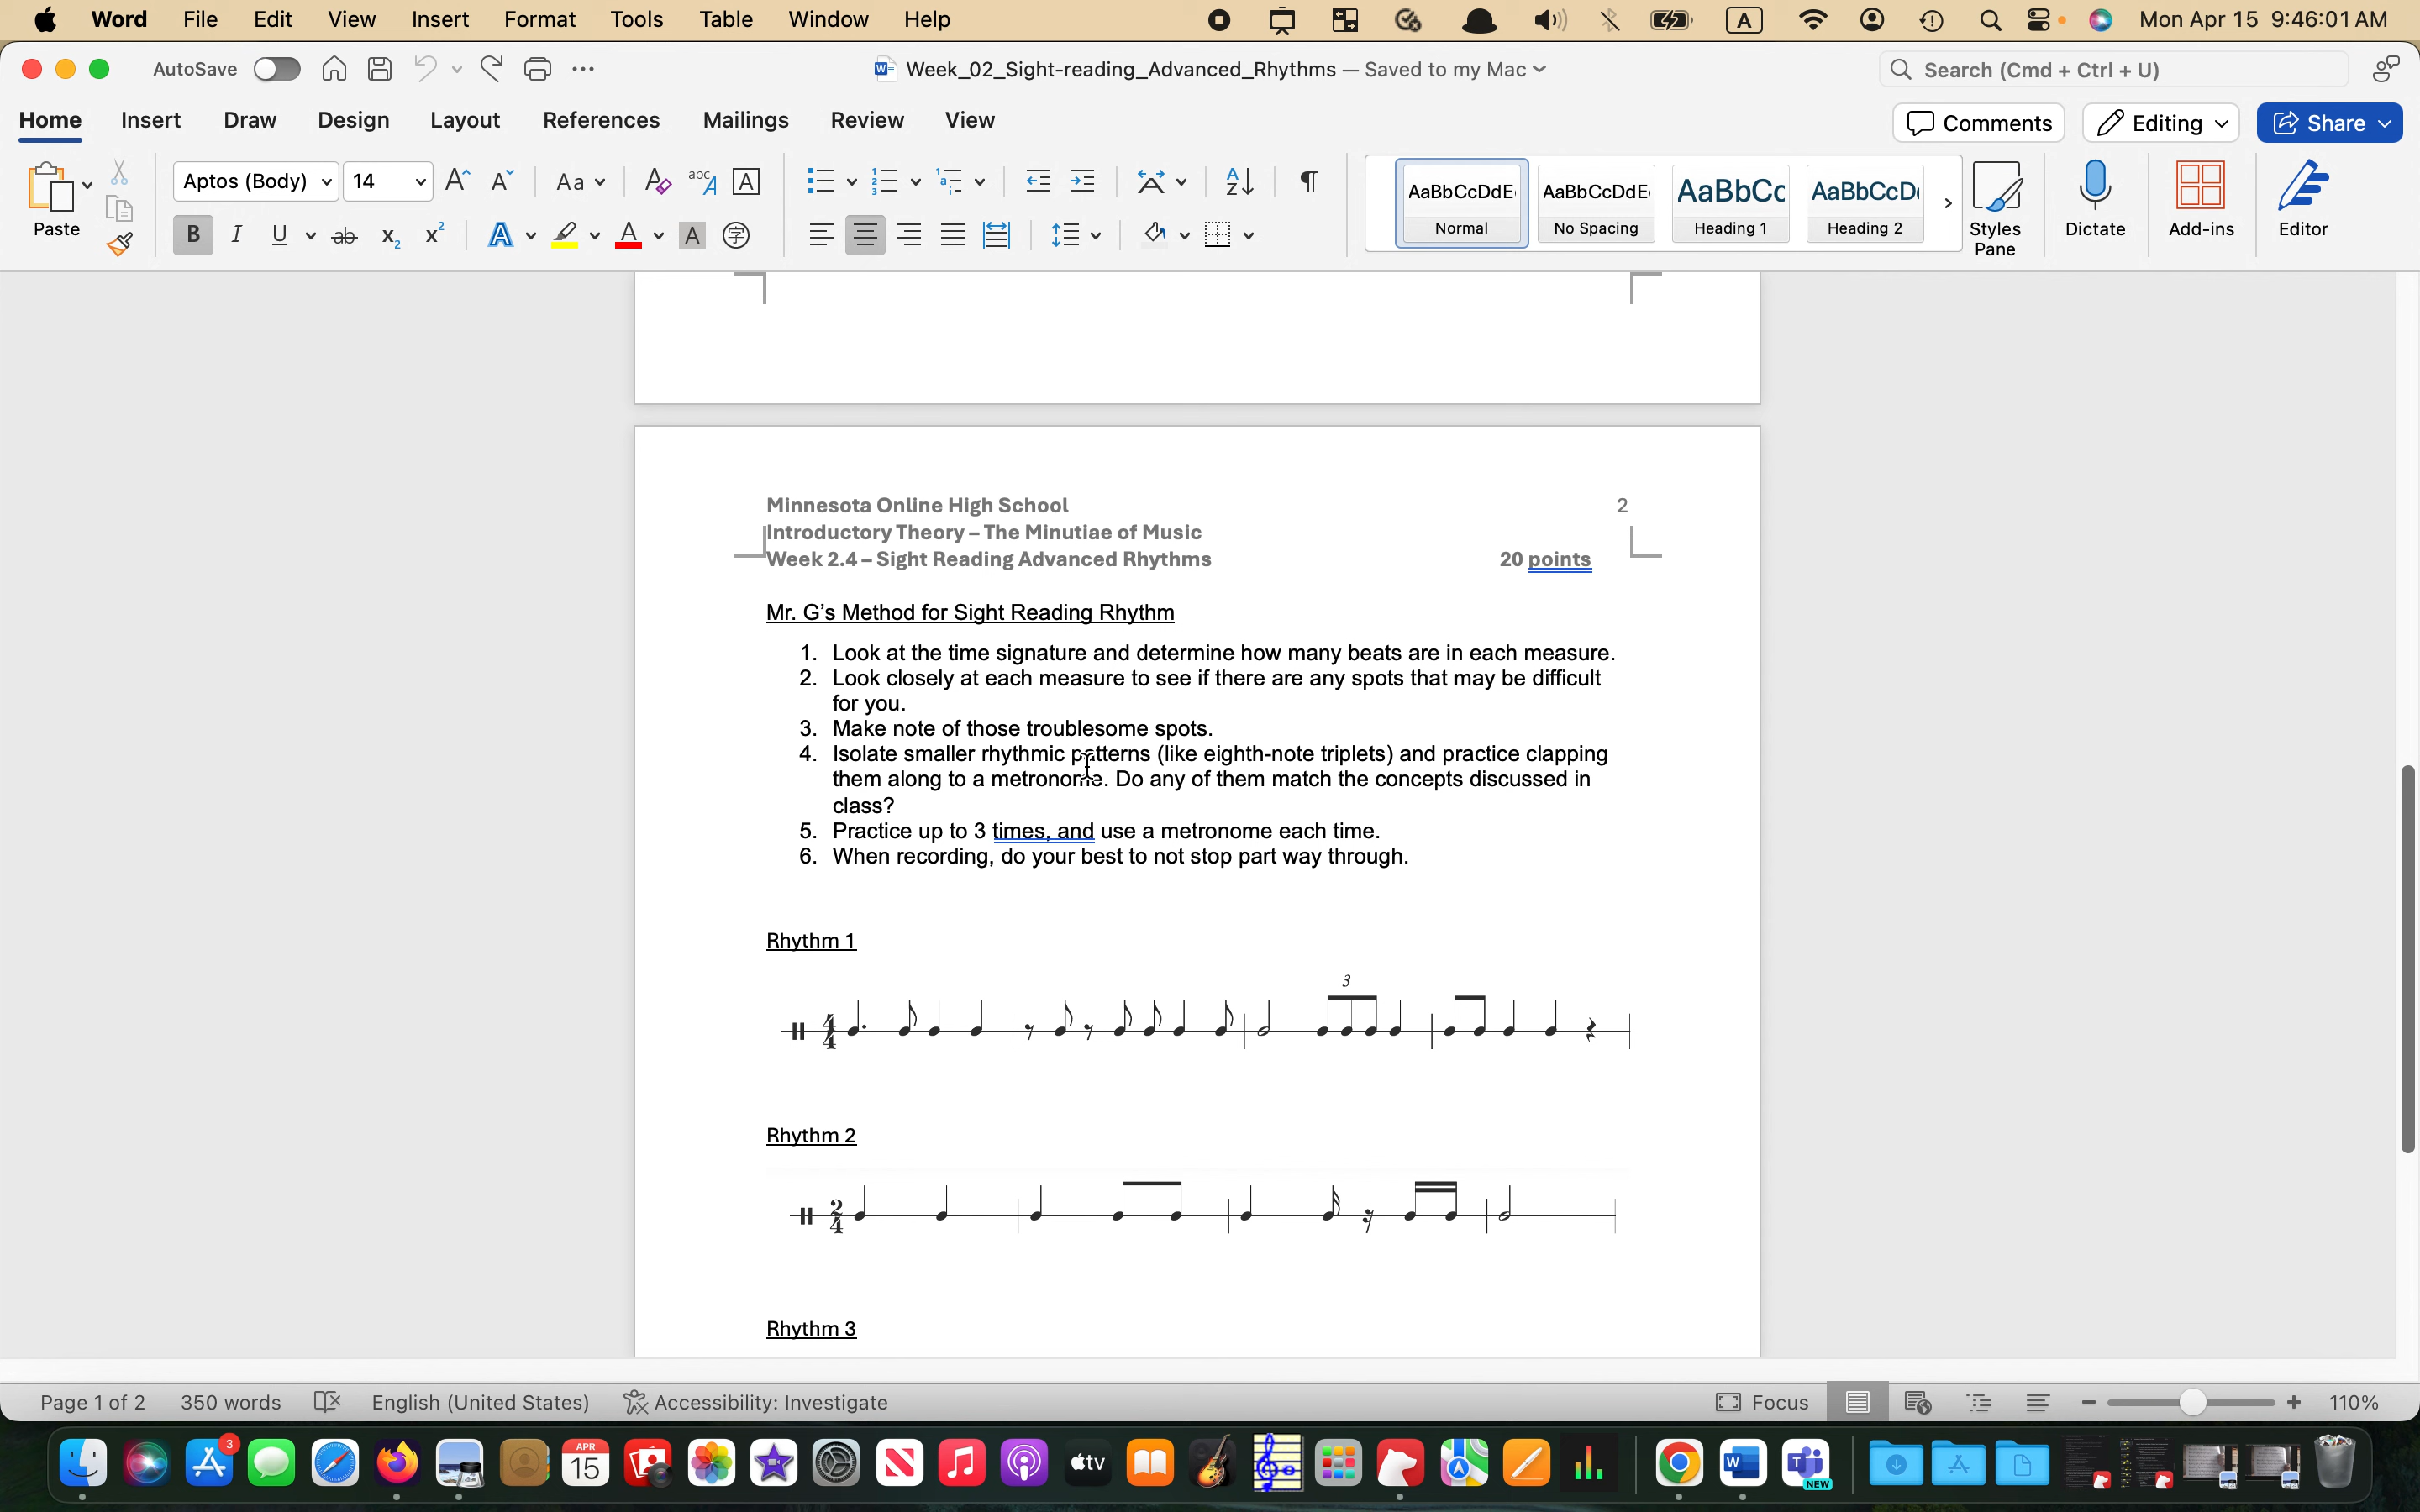 Word File Edit View Insert Format Tools Table Window Help A Mon Apr 15 9:46:01 AM
AutoSave Week_02_Sight-reading_Advanced_Rhythms — Saved to my Mac Search (Cmd + Ctrl + U)
Home Insert Draw Design Layout References Mailings Review View Comments Editing Share
Paste Aptos (Body) 14 Aa AaBbCcDdE AaBbCcDdE AaBbCc AaBbCcD
Normal No Spacing Heading 1 Heading 2 Styles Pane Dictate Add-ins Editor
Minnesota Online High School 2
Introductory Theory – The Minutiae of Music
Week 2.4 – Sight Reading Advanced Rhythms 20 points
Mr. G's Method for Sight Reading Rhythm
1. Look at the time signature and determine how many beats are in each measure.
2. Look closely at each measure to see if there are any spots that may be difficult
for you.
3. Make note of those troublesome spots.
4. Isolate smaller rhythmic patterns (like eighth-note triplets) and practice clapping
them along to a metronome. Do any of them match the concepts discussed in
class?
5. Practice up to 3 times, and use a metronome each time.
6. When recording, do your best to not stop part way through.
Rhythm 1
3
4
4
Rhythm 2
2
4
Rhythm 3
Page 1 of 2 350 words English (United States) Accessibility: Investigate Focus 110%
3 APR 15 tv NEW